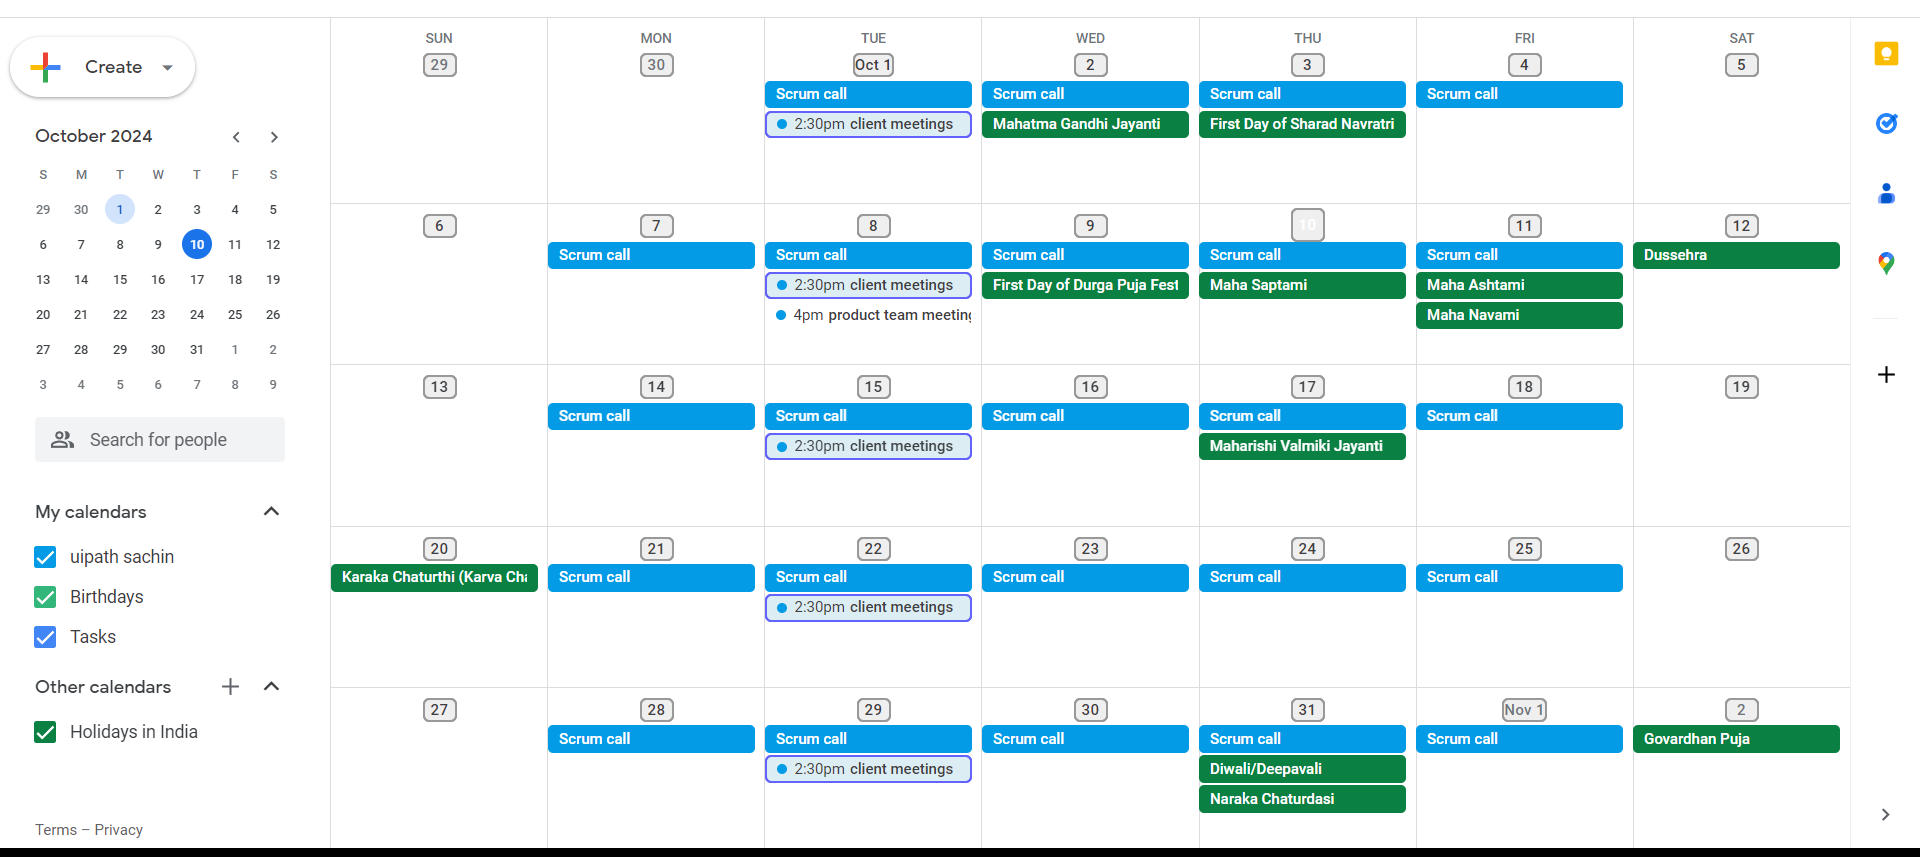 Create
October 2024
S M T W T F S
29 30 1 2 3 4 5
6 7 8 9 10 11 12
13 14 15 16 17 18 19
20 21 22 23 24 25 26
27 28 29 30 31 1 2
3 4 5 6 7 8 9
Search for people
My calendars
uipath sachin
Birthdays
Tasks
Other calendars
Holidays in India
Terms – Privacy
SUN MON TUE WED THU FRI SAT
29 30 Oct 1 2 3 4 5
Scrum call Scrum call Scrum call Scrum call
2:30pm client meetings Mahatma Gandhi Jayanti First Day of Sharad Navratri
6 7 8 9 10 11 12
Scrum call Scrum call Scrum call Scrum call Scrum call Dussehra
2:30pm client meetings First Day of Durga Puja Fest Maha Saptami Maha Ashtami
4pm product team meeting Maha Navami
13 14 15 16 17 18 19
Scrum call Scrum call Scrum call Scrum call Scrum call
2:30pm client meetings Maharishi Valmiki Jayanti
20 21 22 23 24 25 26
Karaka Chaturthi (Karva Cha Scrum call Scrum call Scrum call Scrum call Scrum call
2:30pm client meetings
27 28 29 30 31 Nov 1 2
Scrum call Scrum call Scrum call Scrum call Scrum call Govardhan Puja
2:30pm client meetings Diwali/Deepavali
Naraka Chaturdasi